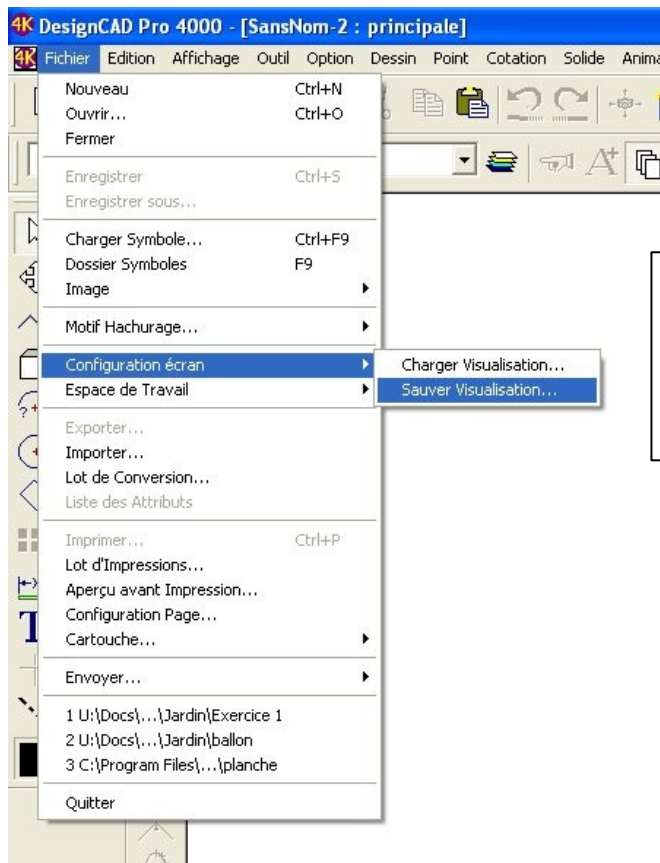 4K DesignCAD Pro 4000 - [SansNom-2 : principale]
4K Fichier Edition Affichage Outil Option Dessin Point Cotation Solide Anima
Nouveau Ctrl+N
Ouvrir... Ctrl+O
Fermer
Enregistrer Ctrl+S
Enregistrer sous...
Charger Symbole... Ctrl+F9
Dossier Symboles F9
Image
Motif Hachurage...
Configuration écran
Charger Visualisation...
Espace de Travail
Sauver Visualisation...
Exporter...
Importer...
Lot de Conversion...
Liste des Attributs
Imprimer... Ctrl+P
Lot d'Impressions...
Aperçu avant Impression...
Configuration Page...
Cartouche...
Envoyer...
1 U:\Docs\...\Jardin\Exercice 1
2 U:\Docs\...\Jardin\ballon
3 C:\Program Files\...\planche
Quitter